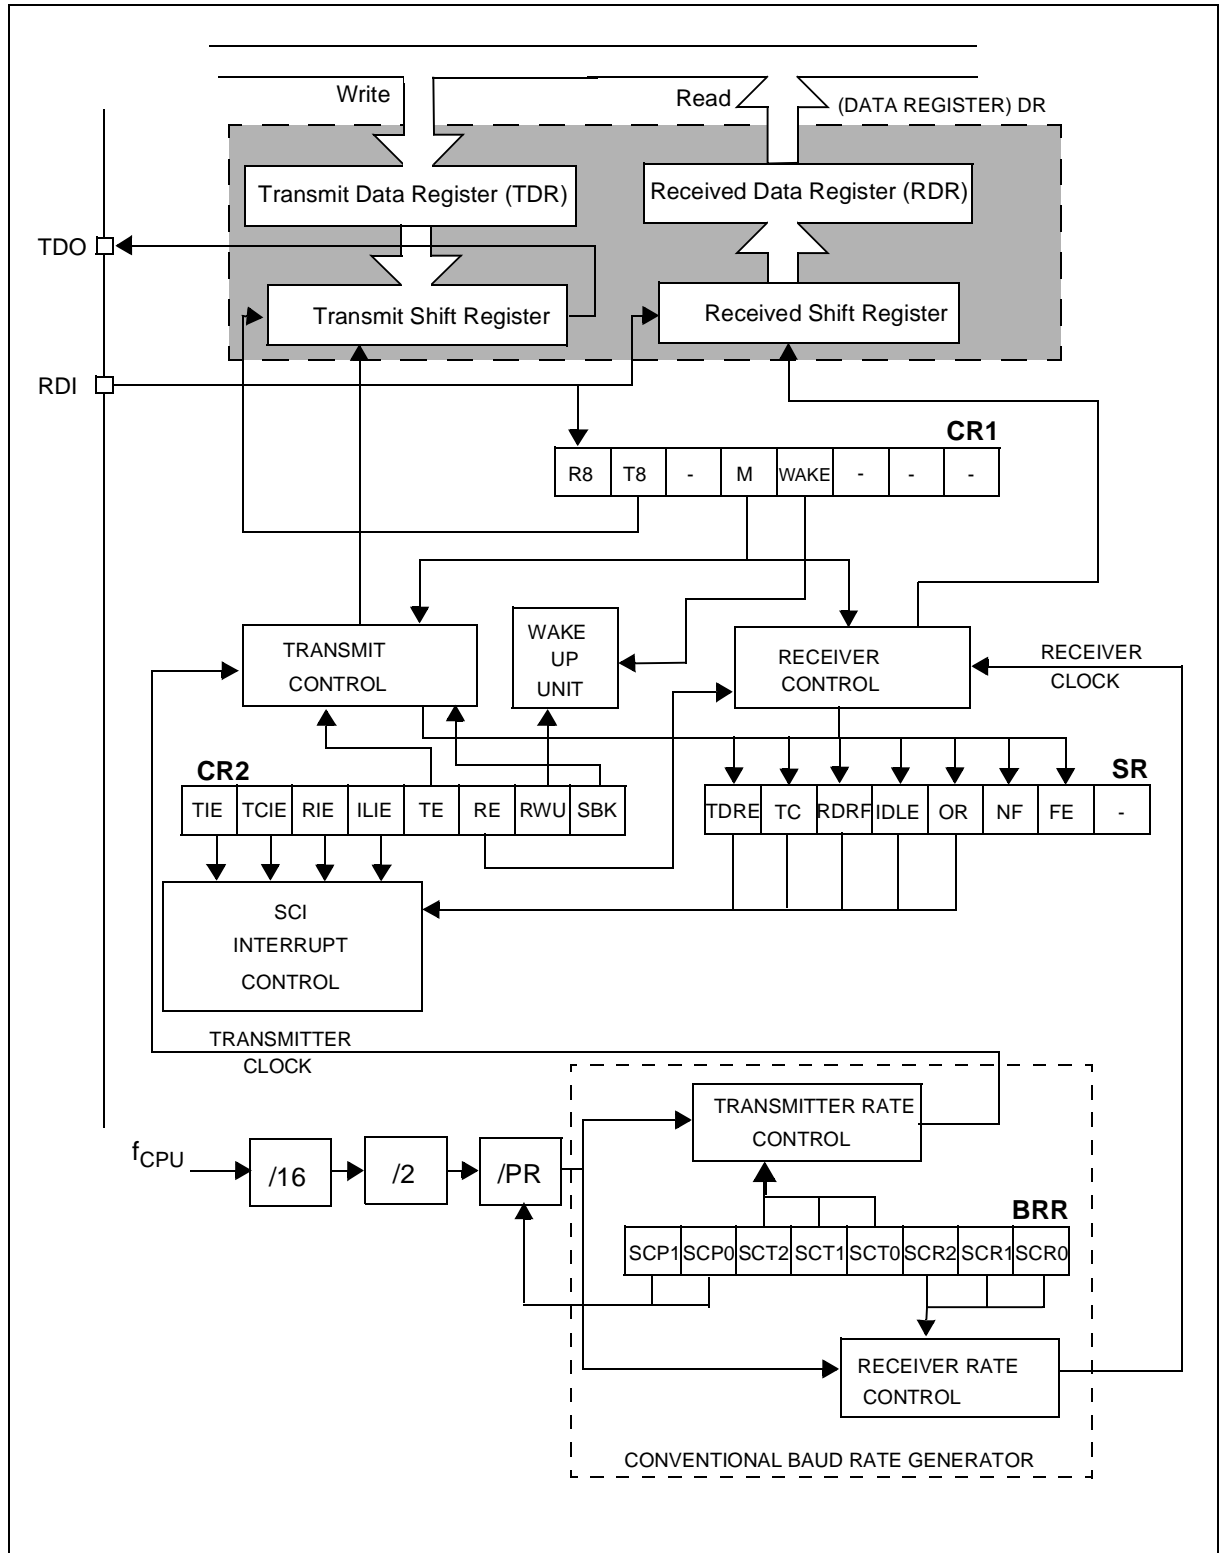 Write
Read
(DATA REGISTER) DR
Transmit Data Register (TDR)
Received Data Register (RDR)
TDO
Transmit Shift Register
Received Shift Register
RDI
CR1
R8 T8 - M WAKE - - -
TRANSMIT
CONTROL
WAKE
UP
UNIT
RECEIVER
CONTROL
RECEIVER
CLOCK
CR2
SR
TIE TCIE RIE ILIE TE RE RWU SBK
TDRE TC RDRF IDLE OR NF FE -
SCI
INTERRUPT
CONTROL
TRANSMITTER
CLOCK
TRANSMITTER RATE
CONTROL
fCPU
/16
/2
/PR
BRR
SCP1 SCP0 SCT2 SCT1 SCT0 SCR2 SCR1 SCR0
RECEIVER RATE
CONTROL
CONVENTIONAL BAUD RATE GENERATOR